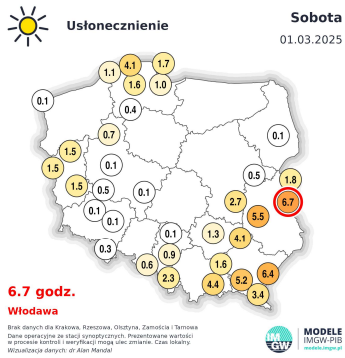 Usłonecznienie
Sobota
01.03.2025
1.1
4.1
1.7
1.6
1.0
0.1
0.4
0.7
0.1
1.5
1.5
0.1
0.5
1.8
1.5
0.5
0.1
2.7
6.7
0.1
5.5
0.1
0.1
1.3
4.1
0.3
0.9
0.6
1.6
2.3
4.4
5.2
6.4
3.4
6.7 godz.
Włodawa
Brak danych dla Krakowa, Rzeszowa, Olsztyna, Zamościa i Tarnowa
Dane operacyjne ze stacji synoptycznych. Prezentowane wartości
w procesie kontroli i weryfikacji mogą ulec zmianie. Czas lokalny.
Wizualizacja danych: dr Alan Mandal
IM
GW
MODELE
IMGW-PIB
modele.imgw.pl